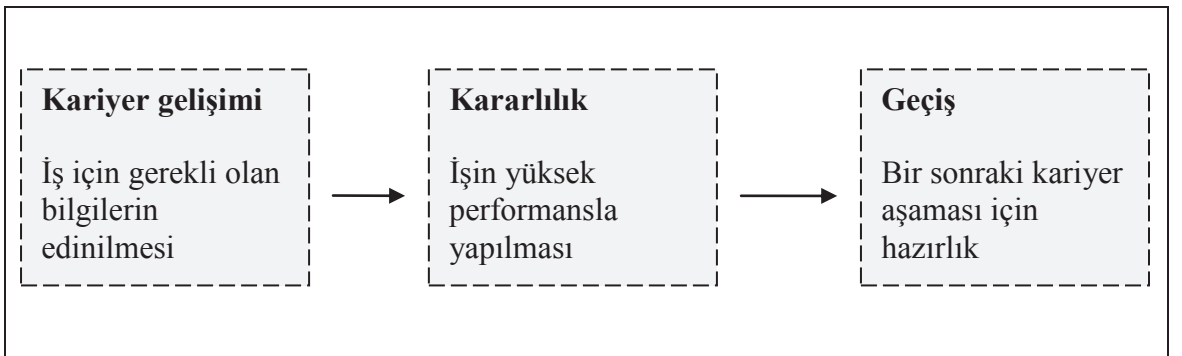 Kariyer gelişimi
İş için gerekli olan
bilgilerin
edinilmesi
Kararlılık
İşin yüksek
performansla
yapılması
Geçiş
Bir sonraki kariyer
aşaması için
hazırlık